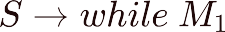 S → while M₁